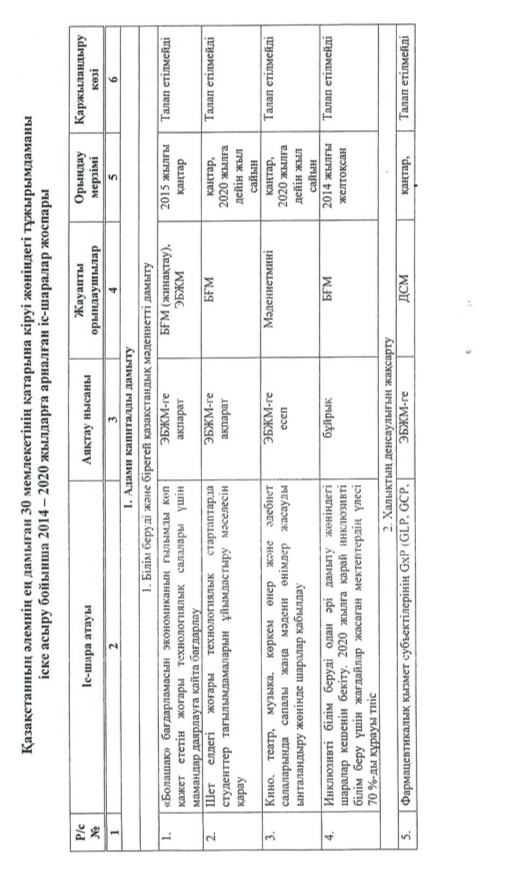 Қазақстанның әлемнің ең дамыған 30 мемлекетінің қатарына кіруі жөніндегі тұжырымдаманы
іске асыру бойынша 2014 – 2020 жылдарға арналған іс-шаралар жоспары
Р/с
№
Іс-шара атауы
Аяқтау нысаны
Жауапты
орындаушылар
Орындау
мерзімі
Қаржыландыру
көзі
1
2
3
4
5
6
1. Адами капиталды дамыту
1. Білім беруді және бірегей қазақстандық мәдениетті дамыту
1.
«Болашақ» бағдарламасын экономиканың ғылымды көп
қажет ететін жоғары технологиялық салалары үшін
мамандар даярлауға қайта бағдарлау
ЭБЖМ-ге
ақпарат
БҒМ (жинақтау),
ЭБЖМ
2015 жылғы
қаңтар
Талап етілмейді
2.
Шет елдегі жоғары технологиялық стартаптарда
студенттер тағылымдамаларын ұйымдастыру мәселесін
қарау
ЭБЖМ-ге
ақпарат
БҒМ
қаңтар,
2020 жылға
дейін жыл
сайын
Талап етілмейді
3.
Кино, театр, музыка, көркем өнер және әдебиет
салаларында сапалы жаңа мәдени өнімдер жасауды
ынталандыру жөнінде шаралар қабылдау
ЭБЖМ-ге
есеп
Мәдениетмині
қаңтар,
2020 жылға
дейін жыл
сайын
Талап етілмейді
4.
Инклюзивті білім беруді одан әрі дамыту жөніндегі
шаралар кешенін бекіту. 2020 жылға қарай инклюзивті
білім беру үшін жағдайлар жасаған мектептердің үлесі
70 %-ды құрауы тиіс
бұйрық
БҒМ
2014 жылғы
желтоқсан
Талап етілмейді
2. Халықтың денсаулығын жақсарту
5.
Фармацевтикалық қызмет субъектілерінің GxP (GLP, GCP,
ЭБЖМ-ге
ДСМ
қаңтар,
Талап етілмейді